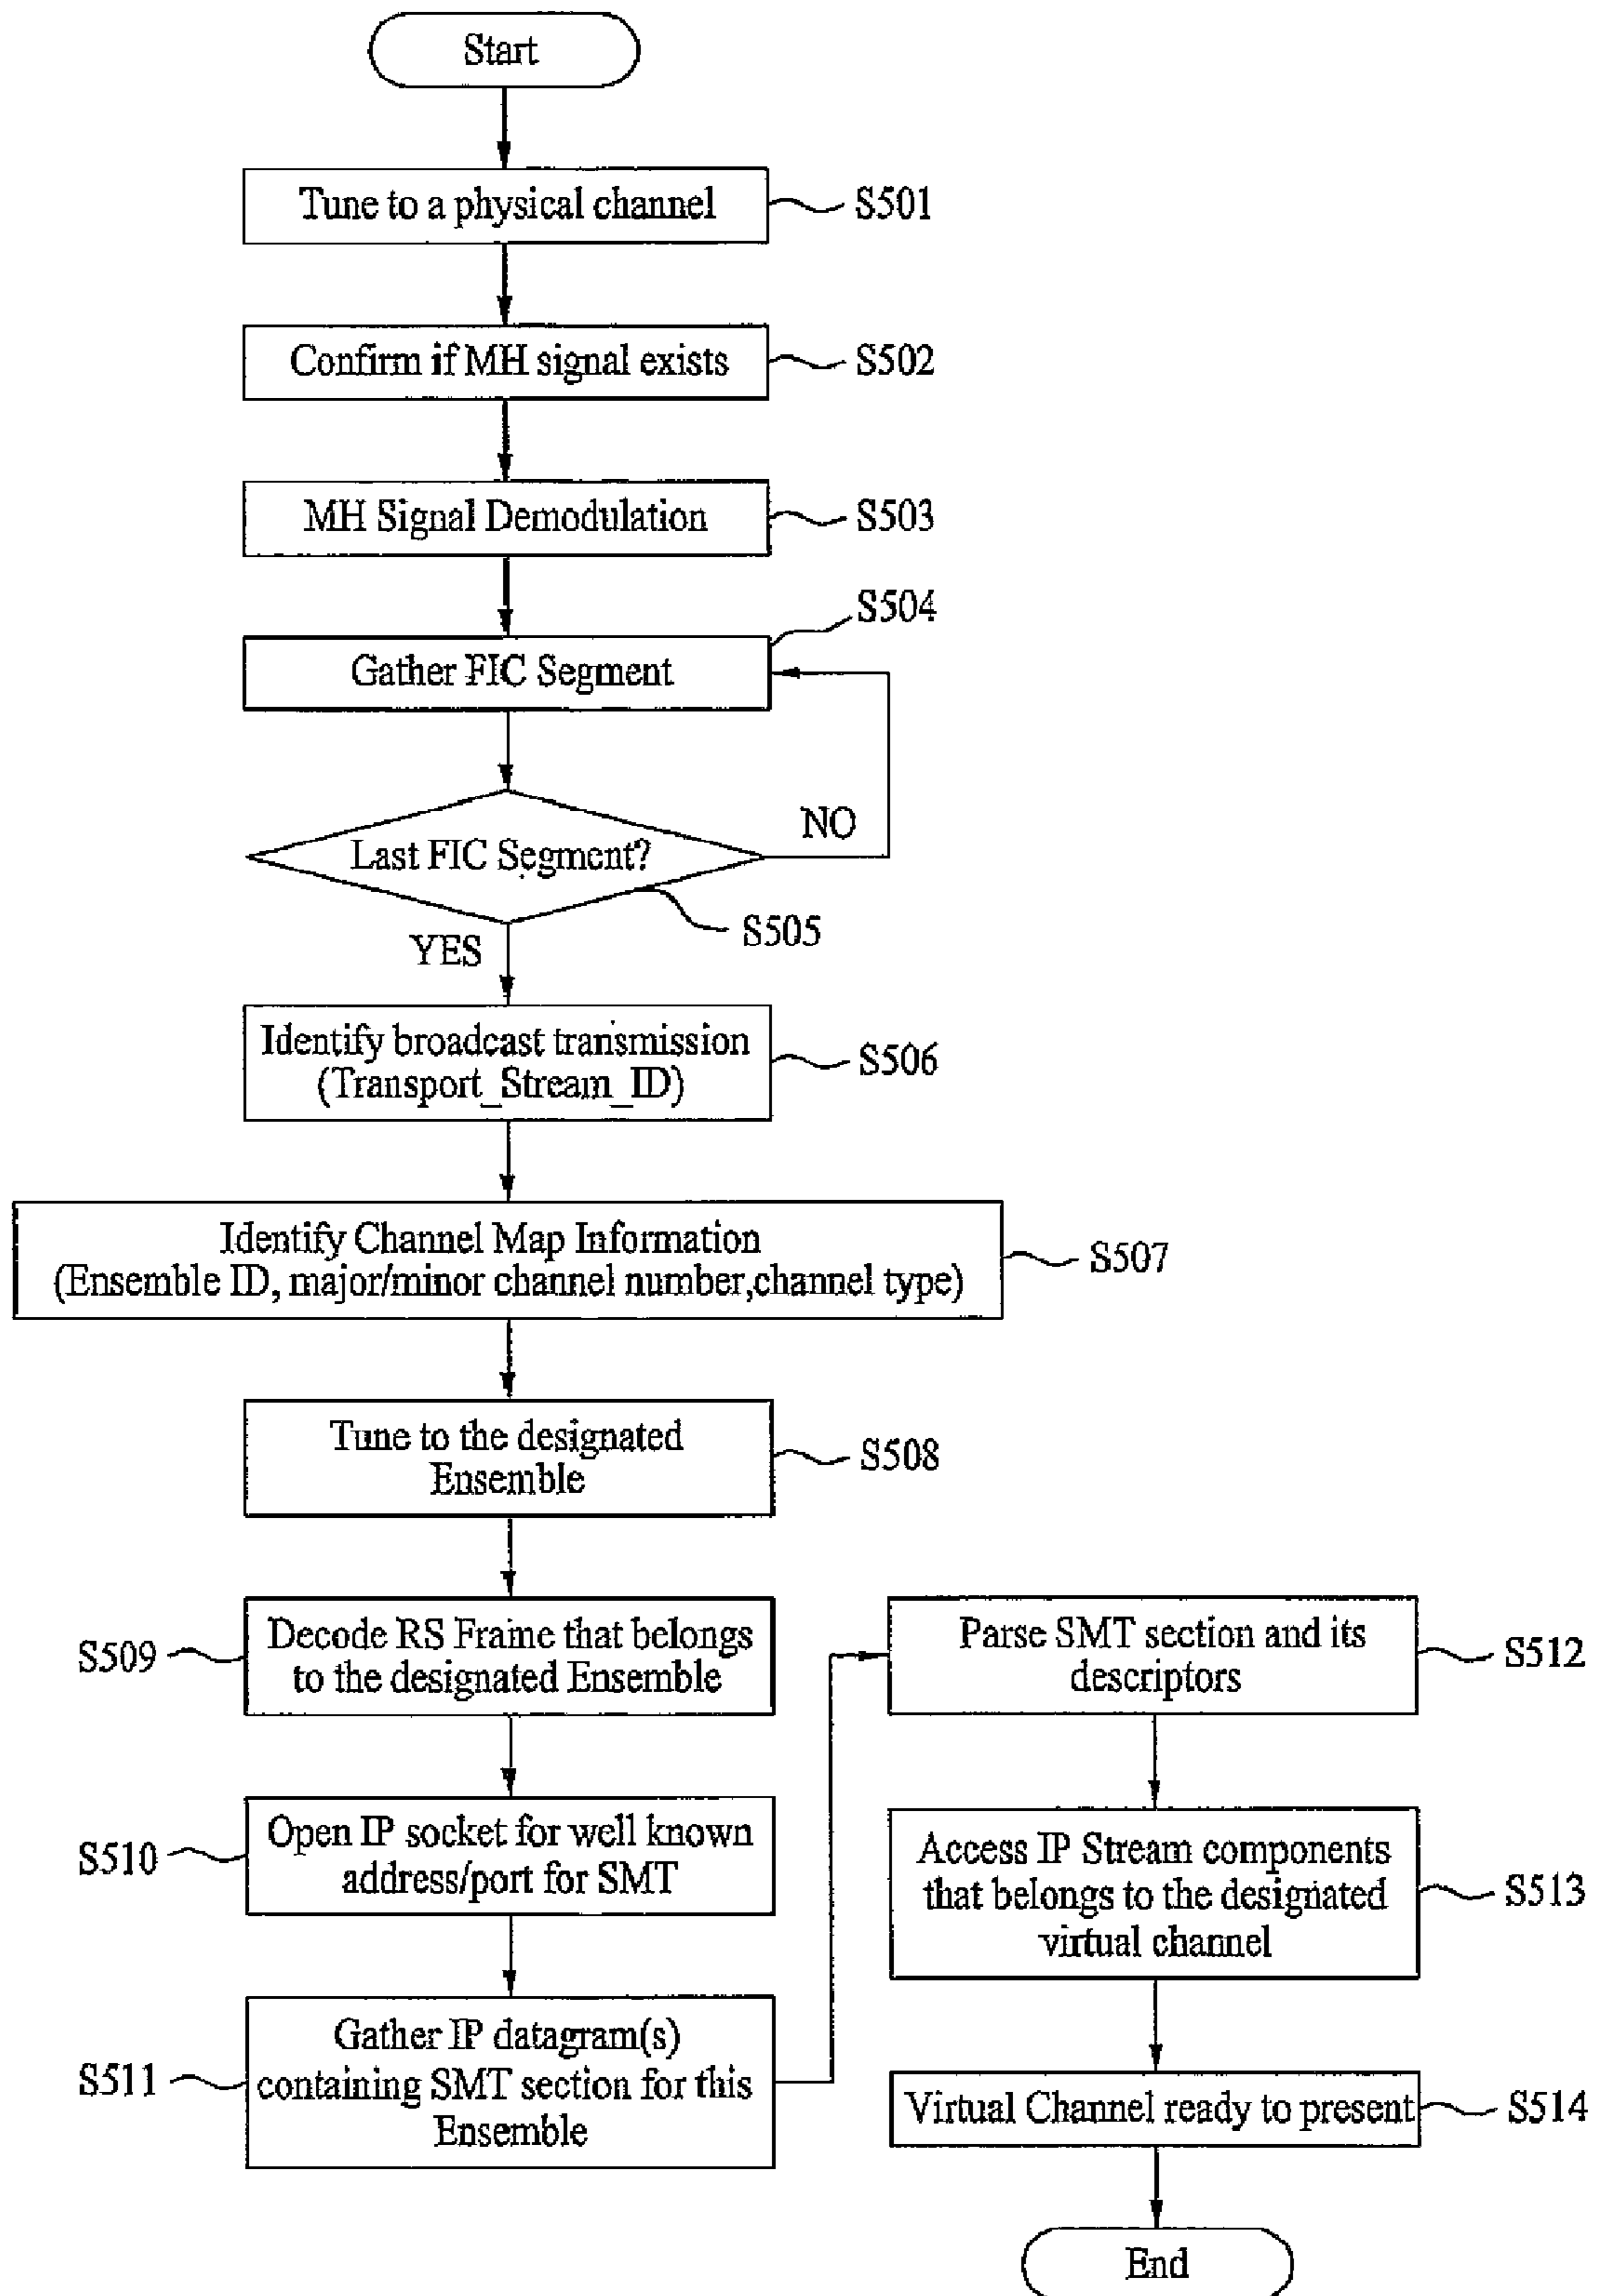 Start
Tune to a physical channel
S501
Confirm if MH signal exists
S502
MH Signal Demodulation
S503
S504
Gather FIC Segment
NO
Last FIC Segment?
S505
YES
Identify broadcast transmission
(Transport_Stream_ID)
S506
Identify Channel Map Information
(Ensemble ID, major/minor channel number,channel type)
S507
Tune to the designated
Ensemble
S508
S509
Decode RS Frame that belongs
to the designated Ensemble
S510
Open IP socket for well known
address/port for SMT
S511
Gather IP datagram(s)
containing SMT section for this
Ensemble
Parse SMT section and its
descriptors
S512
Access IP Stream components
that belongs to the designated
virtual channel
S513
Virtual Channel ready to present
S514
End